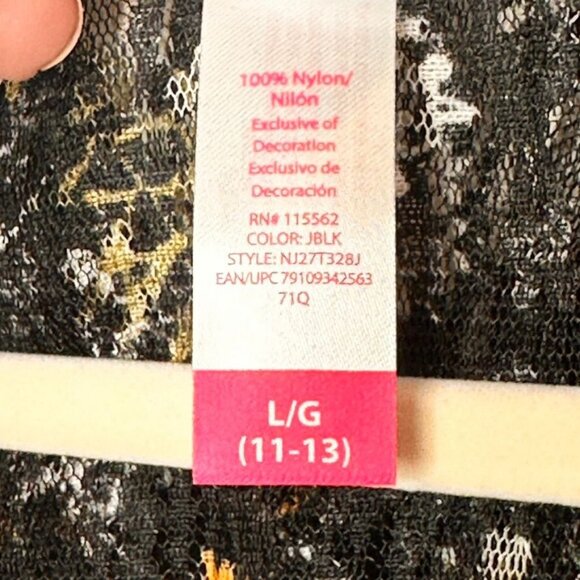 100% Nylon/
Nilón
Exclusive of
Decoration
Exclusivo de
Decoración
RN# 115562
COLOR: JBLK
STYLE: NJ27T328J
EAN/UPC 79109342563
71Q
L/G
(11-13)